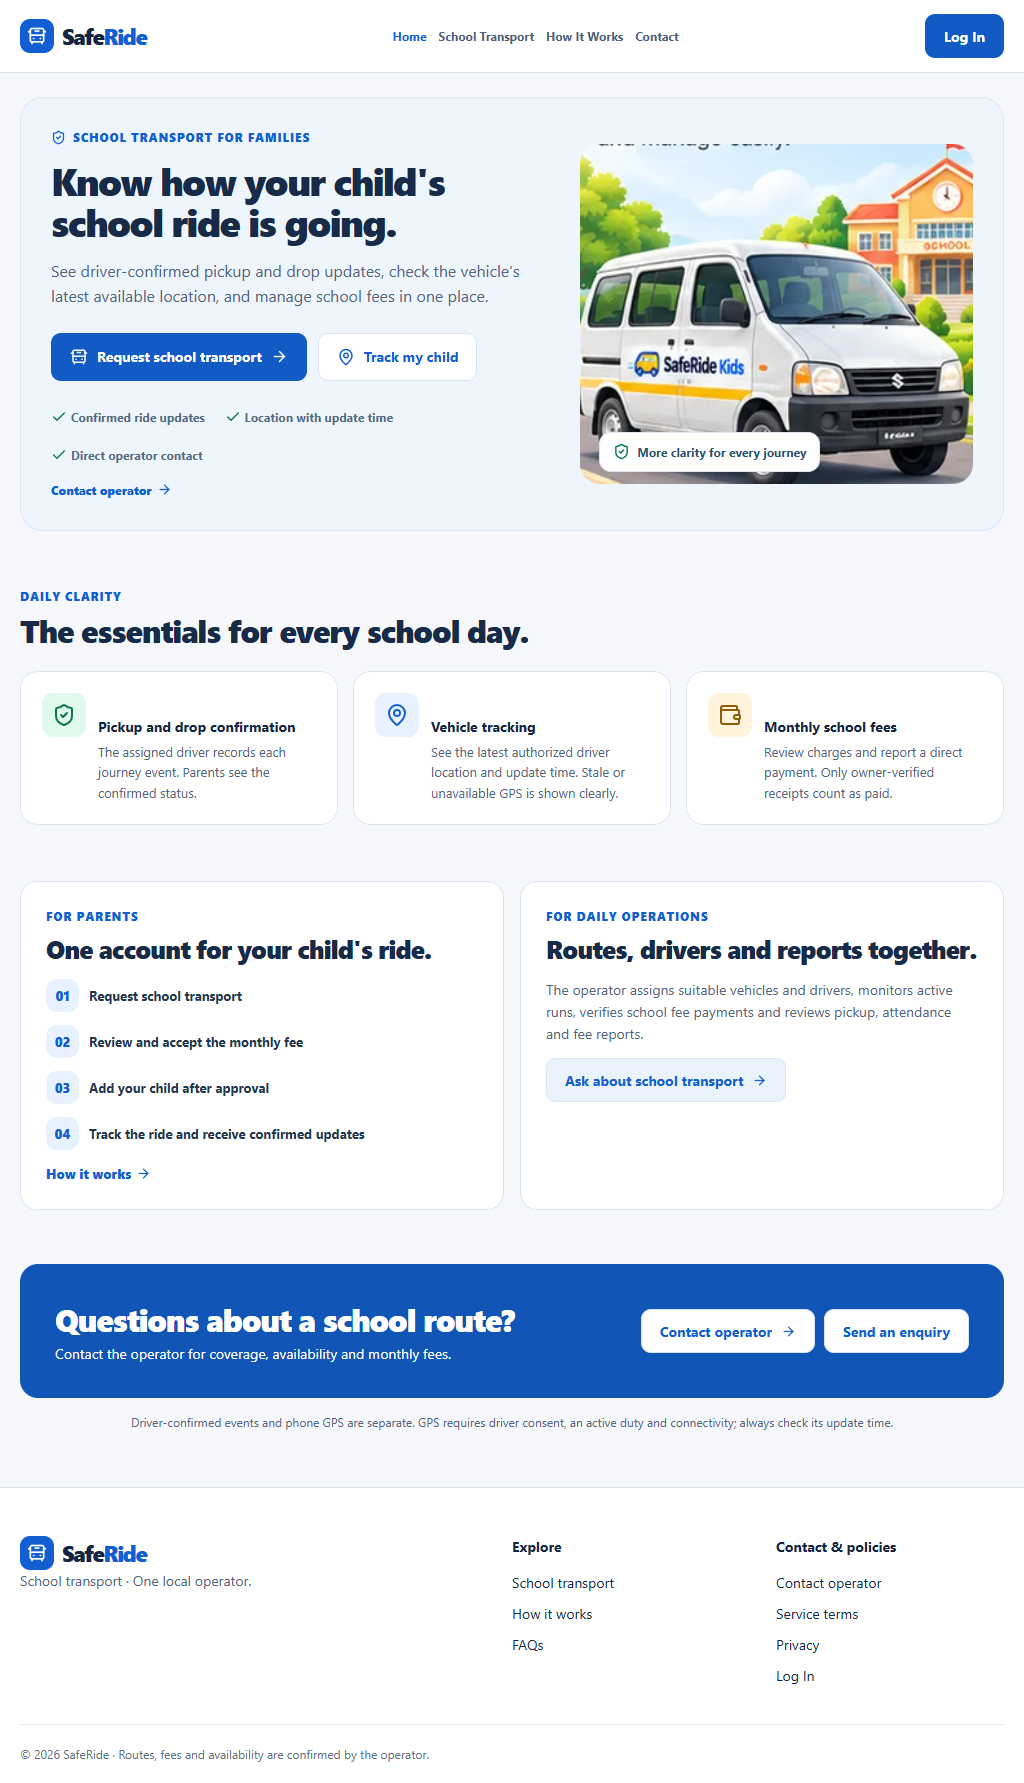 SafeRide
Home School Transport How It Works Contact
Log In
SCHOOL TRANSPORT FOR FAMILIES
Know how your child's
school ride is going.
See driver-confirmed pickup and drop updates, check the vehicle's
latest available location, and manage school fees in one place.
Request school transport
Track my child
Confirmed ride updates
Location with update time
Direct operator contact
Contact operator
and manage easily.
SCHOOL
SafeRide Kids
More clarity for every journey
DAILY CLARITY
The essentials for every school day.
Pickup and drop confirmation
The assigned driver records each
journey event. Parents see the
confirmed status.
Vehicle tracking
See the latest authorized driver
location and update time. Stale or
unavailable GPS is shown clearly.
Monthly school fees
Review charges and report a direct
payment. Only owner-verified
receipts count as paid.
FOR PARENTS
One account for your child's ride.
01 Request school transport
02 Review and accept the monthly fee
03 Add your child after approval
04 Track the ride and receive confirmed updates
How it works
FOR DAILY OPERATIONS
Routes, drivers and reports together.
The operator assigns suitable vehicles and drivers, monitors active
runs, verifies school fee payments and reviews pickup, attendance
and fee reports.
Ask about school transport
Questions about a school route?
Contact the operator for coverage, availability and monthly fees.
Contact operator
Send an enquiry
Driver-confirmed events and phone GPS are separate. GPS requires driver consent, an active duty and connectivity; always check its update time.
SafeRide
School transport · One local operator.
Explore
School transport
How it works
FAQs
Contact & policies
Contact operator
Service terms
Privacy
Log In
© 2026 SafeRide · Routes, fees and availability are confirmed by the operator.